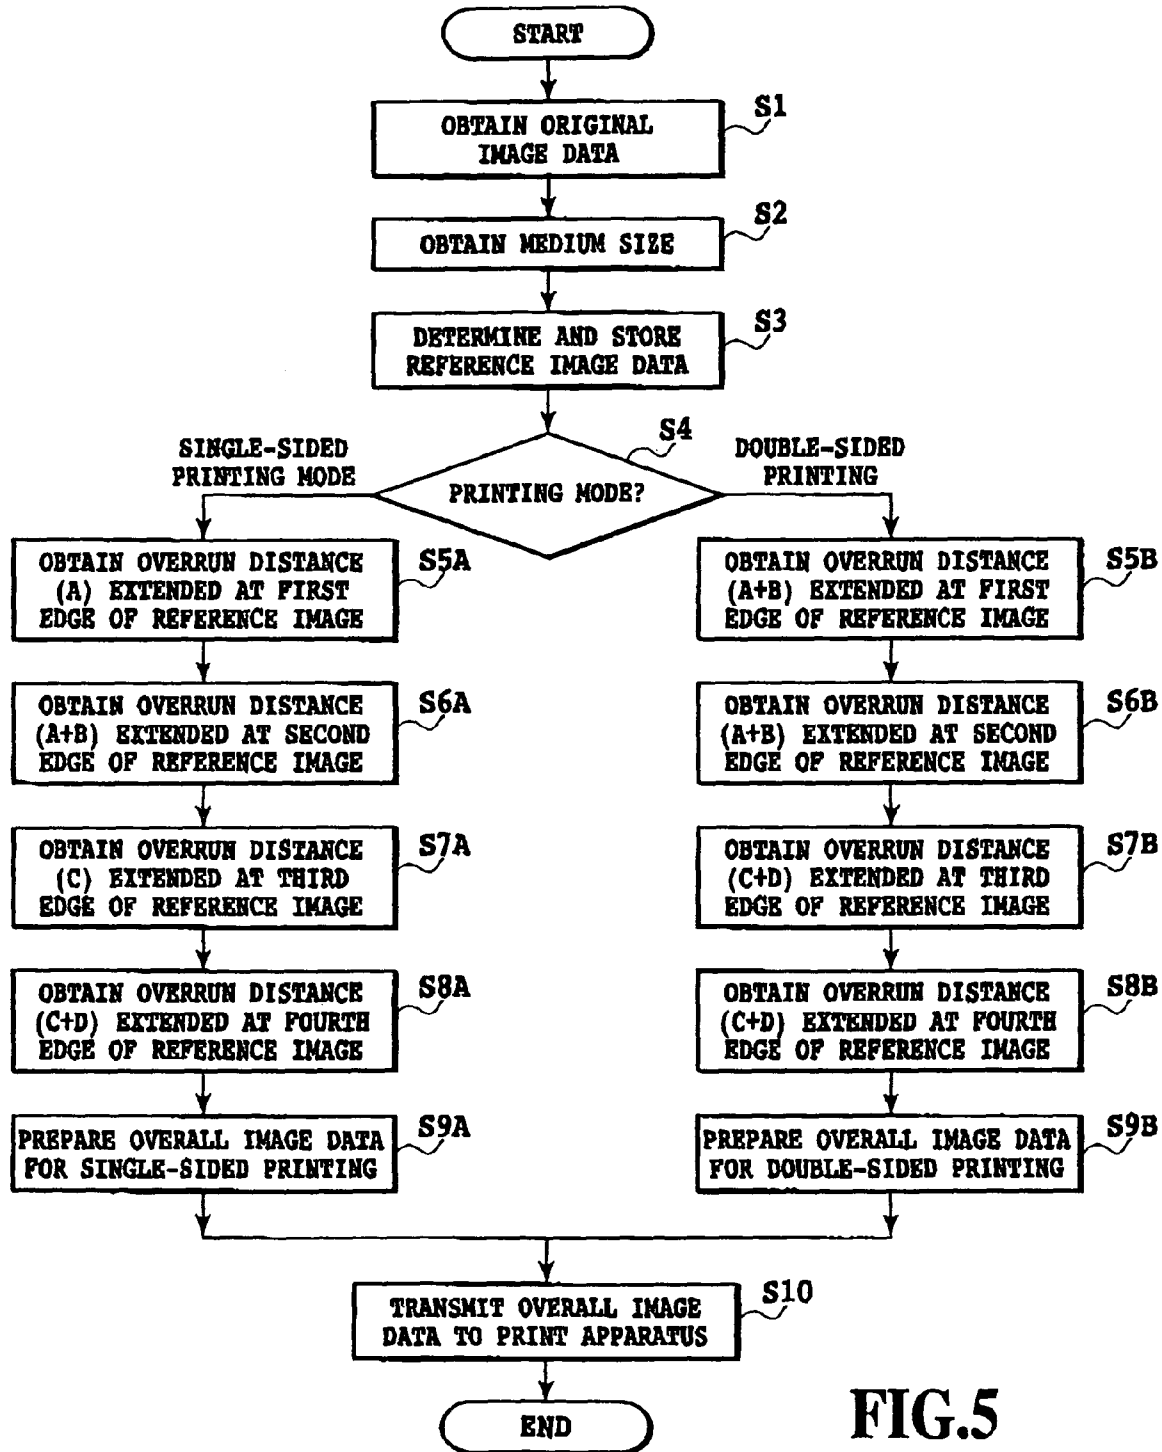 START
S1
OBTAIN ORIGINAL
IMAGE DATA
S2
OBTAIN MEDIUM SIZE
S3
DETERMINE AND STORE
REFERENCE IMAGE DATA
S4
PRINTING MODE?
SINGLE-SIDED
PRINTING MODE
DOUBLE-SIDED
PRINTING
S5A
OBTAIN OVERRUN DISTANCE
(A) EXTENDED AT FIRST
EDGE OF REFERENCE IMAGE
S6A
OBTAIN OVERRUN DISTANCE
(A+B) EXTENDED AT SECOND
EDGE OF REFERENCE IMAGE
S7A
OBTAIN OVERRUN DISTANCE
(C) EXTENDED AT THIRD
EDGE OF REFERENCE IMAGE
S8A
OBTAIN OVERRUN DISTANCE
(C+D) EXTENDED AT FOURTH
EDGE OF REFERENCE IMAGE
S9A
PREPARE OVERALL IMAGE DATA
FOR SINGLE-SIDED PRINTING
S5B
OBTAIN OVERRUN DISTANCE
(A+B) EXTENDED AT FIRST
EDGE OF REFERENCE IMAGE
S6B
OBTAIN OVERRUN DISTANCE
(A+B) EXTENDED AT SECOND
EDGE OF REFERENCE IMAGE
S7B
OBTAIN OVERRUN DISTANCE
(C+D) EXTENDED AT THIRD
EDGE OF REFERENCE IMAGE
S8B
OBTAIN OVERRUN DISTANCE
(C+D) EXTENDED AT FOURTH
EDGE OF REFERENCE IMAGE
S9B
PREPARE OVERALL IMAGE DATA
FOR DOUBLE-SIDED PRINTING
S10
TRANSMIT OVERALL IMAGE
DATA TO PRINT APPARATUS
END
FIG.5